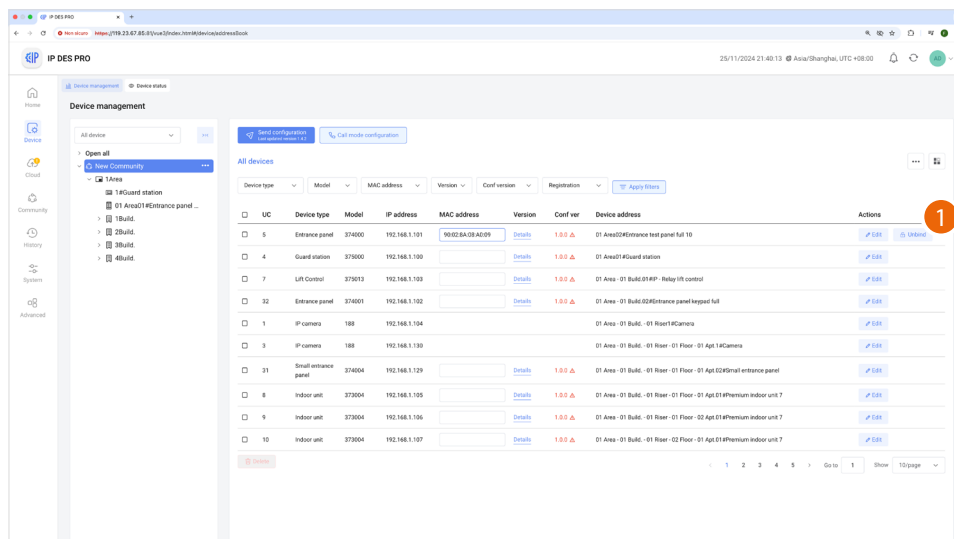 IP DES PRO
Non sicuro https://119.23.67.85:81/vue3/index.html#/device/addressBook
IP DES PRO
25/11/2024 21:40:13 Asia/Shanghai, UTC +08:00
AD
Device management Device status
Home
Device management
Device
Cloud
Community
History
System
Advanced
All device
Open all
New Community
1Area
1#Guard station
01 Area01#Entrance panel ...
1Build.
2Build.
3Build.
4Build.
Send configuration
Last updated version 1.4.2
Call mode configuration
All devices
Device type Model MAC address Version Conf version Registration Apply filters
UC Device type Model IP address MAC address Version Conf ver Device address Actions
1
5 Entrance panel 374000 192.168.1.101 90:02:8A:08:A0:09 Details 1.0.0 01 Area02#Entrance test panel full 10 Edit Unbind
4 Guard station 375000 192.168.1.100 Details 1.0.0 01 Area01#Guard station Edit
7 Lift Control 375013 192.168.1.103 Details 1.0.0 01 Area - 01 Build.01#IP - Relay lift control Edit
32 Entrance panel 374001 192.168.1.102 Details 1.0.0 01 Area - 01 Build.02#Entrance panel keypad full Edit
1 IP camera 188 192.168.1.104 01 Area - 01 Build. - 01 Riser1#Camera Edit
3 IP camera 188 192.168.1.130 01 Area - 01 Build. - 01 Riser - 01 Floor - 01 Apt.1#Camera Edit
31 Small entrance panel 374004 192.168.1.129 Details 1.0.0 01 Area - 01 Build. - 01 Riser - 01 Floor - 01 Apt.02#Small entrance panel Edit
8 Indoor unit 373004 192.168.1.105 Details 1.0.0 01 Area - 01 Build. - 01 Riser - 01 Floor - 01 Apt.01#Premium indoor unit 7 Edit
9 Indoor unit 373004 192.168.1.106 Details 1.0.0 01 Area - 01 Build. - 01 Riser - 01 Floor - 02 Apt.01#Premium indoor unit 7 Edit
10 Indoor unit 373004 192.168.1.107 Details 1.0.0 01 Area - 01 Build. - 01 Riser - 02 Floor - 01 Apt.01#Premium indoor unit 7 Edit
Delete
1 2 3 4 5 Go to 1 Show 10/page